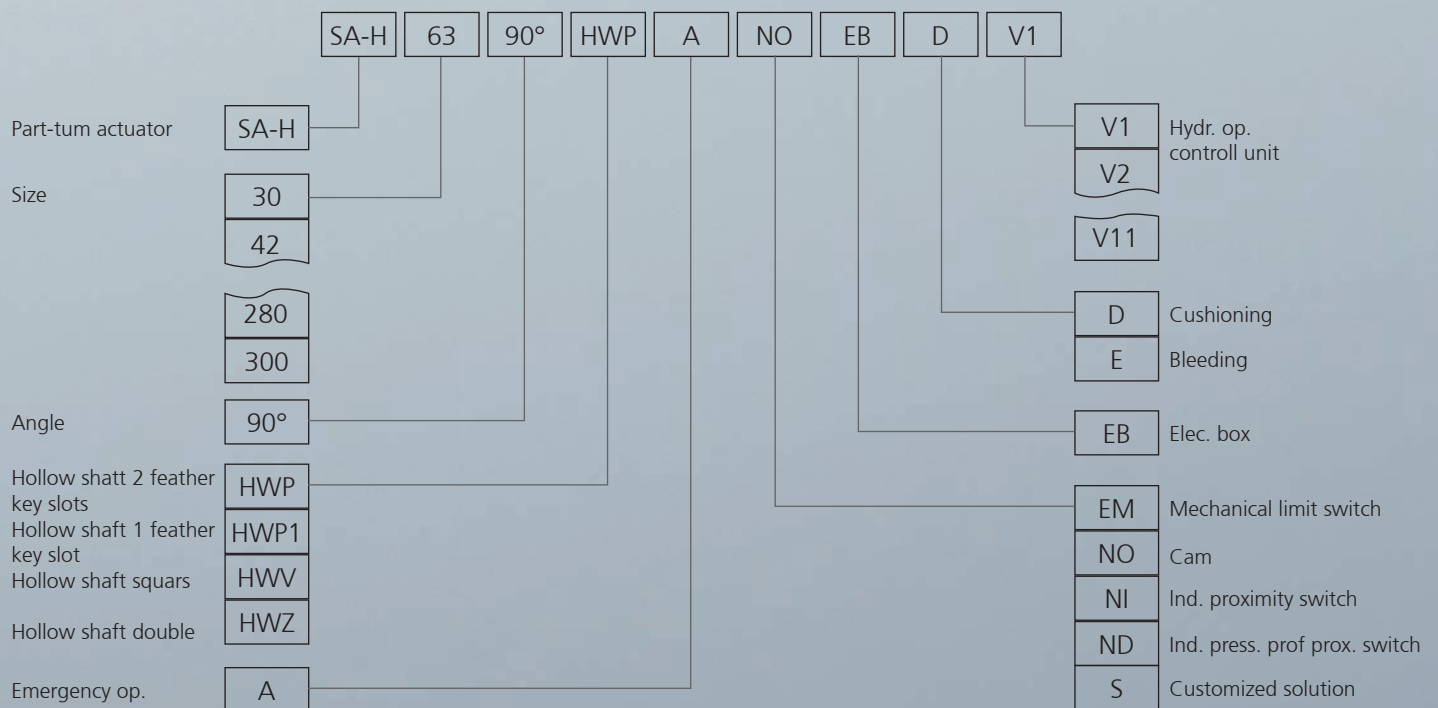 SA-H 63 90° HWP A NO EB D V1
Part-tum actuator
SA-H
Size
30
42
280
300
Angle
90°
Hollow shatt 2 feather
key slots
HWP
Hollow shaft 1 feather
key slot
HWP1
Hollow shaft squars
HWV
Hollow shaft double
HWZ
Emergency op.
A
V1
Hydr. op.
controll unit
V2
V11
D
Cushioning
E
Bleeding
EB
Elec. box
EM
Mechanical limit switch
NO
Cam
NI
Ind. proximity switch
ND
Ind. press. prof prox. switch
S
Customized solution